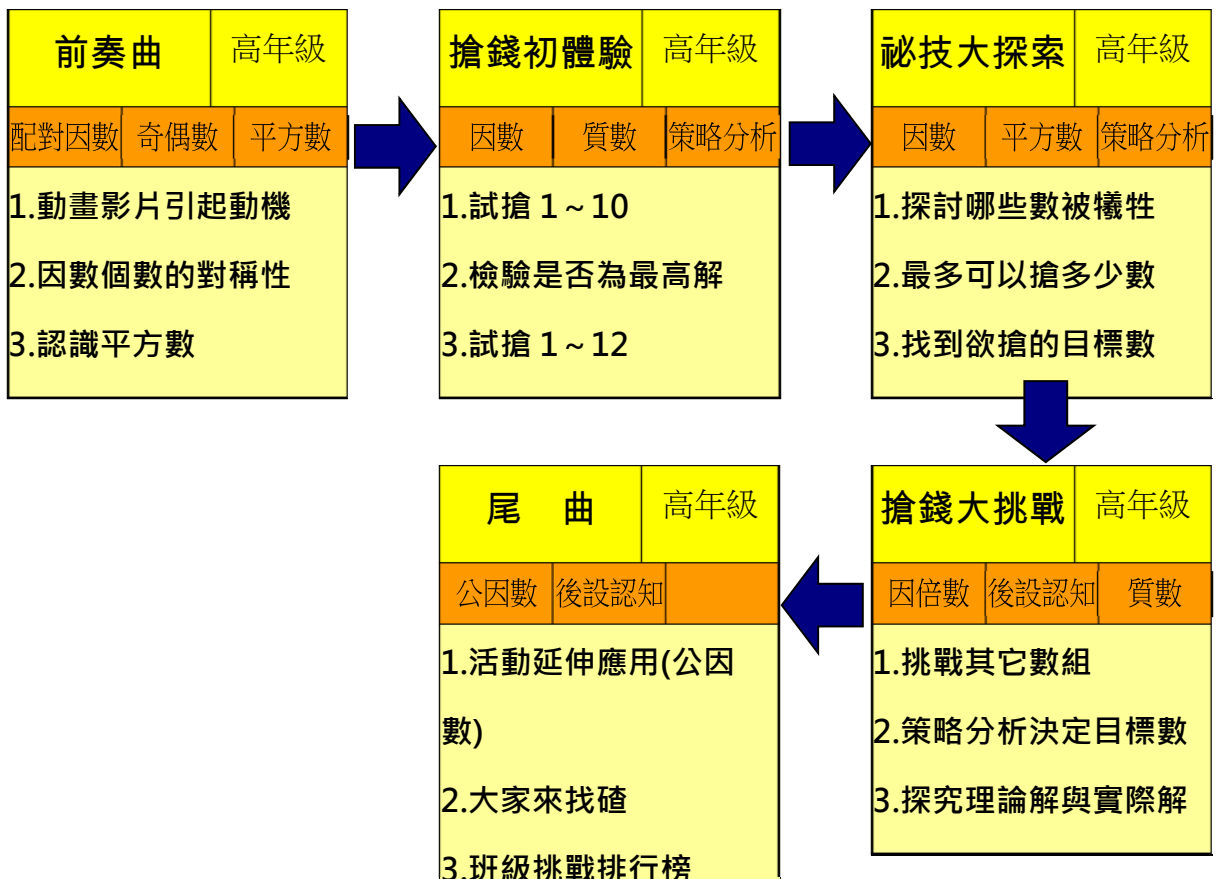 前奏曲 高年級
配對因數 奇偶數 平方數
1.動畫影片引起動機
2.因數個數的對稱性
3.認識平方數
搶錢初體驗 高年級
因數 質數 策略分析
1.試搶 1~10
2.檢驗是否為最高解
3.試搶 1~12
祕技大探索 高年級
因數 平方數 策略分析
1.探討哪些數被犧牲
2.最多可以搶多少數
3.找到欲搶的目標數
搶錢大挑戰 高年級
因倍數 後設認知 質數
1.挑戰其它數組
2.策略分析決定目標數
3.探究理論解與實際解
尾 曲 高年級
公因數 後設認知
1.活動延伸應用(公因
數)
2.大家來找碴
3.班級挑戰排行榜